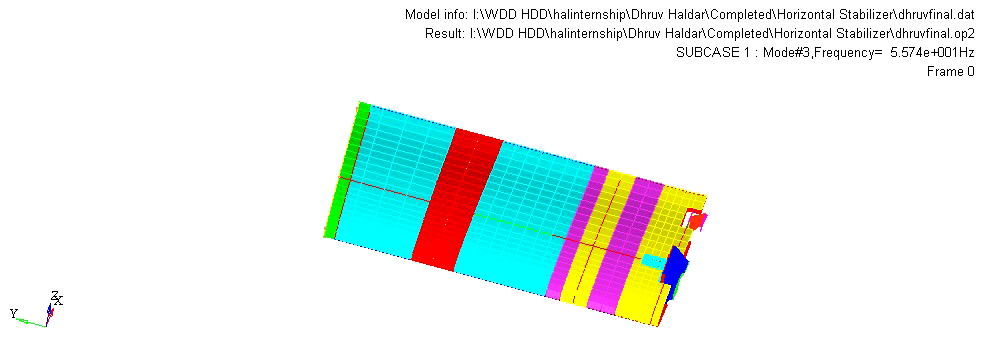 Model info: I:\WDD HDD\halinternship\Dhruv Haldar\Completed\Horizontal Stabilizer\dhruvfinal.dat
Result: I:\WDD HDD\halinternship\Dhruv Haldar\Completed\Horizontal Stabilizer\dhruvfinal.op2
SUBCASE 1 : Mode#3,Frequency= 5.574e+001Hz
Frame 0
Z
X
Y